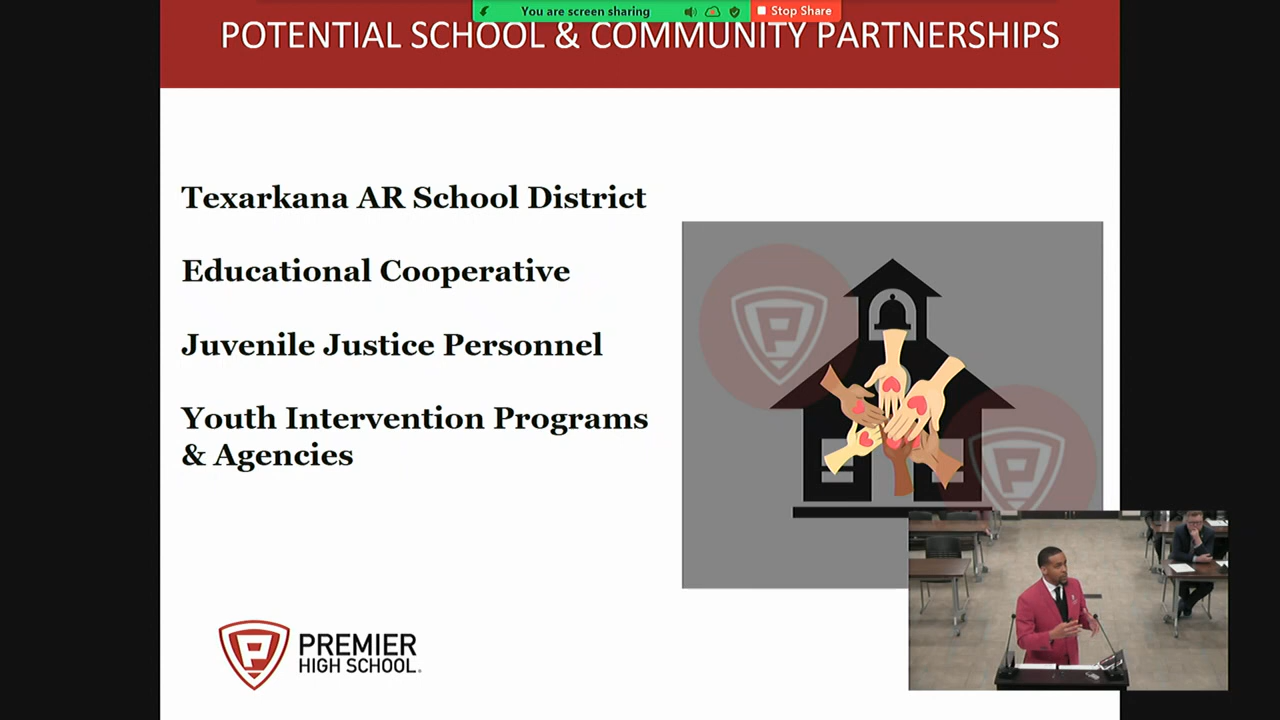 You are screen sharing
Stop Share
POTENTIAL SCHOOL & COMMUNITY PARTNERSHIPS
Texarkana AR School District
Educational Cooperative
Juvenile Justice Personnel
Youth Intervention Programs
& Agencies
P
P
P
PREMIER
HIGH SCHOOL